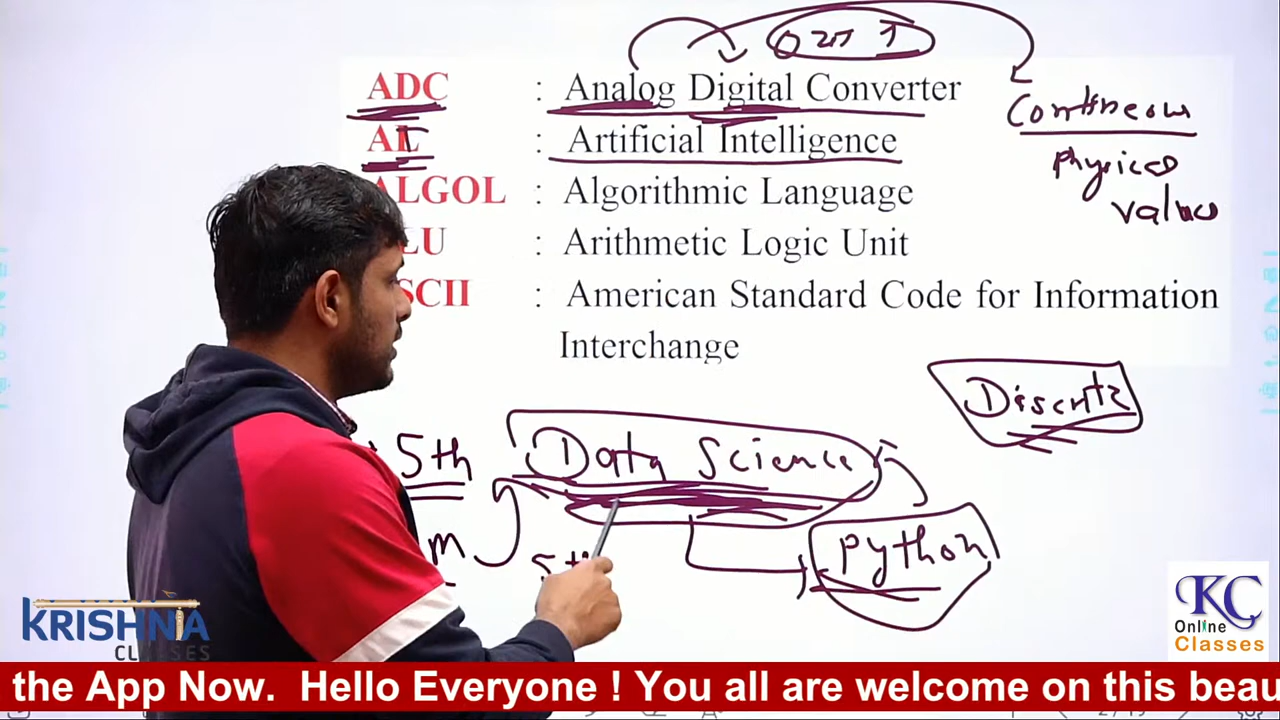 ADC : Analog Digital Converter
AI : Artificial Intelligence
ALGOL : Algorithmic Language
LU : Arithmetic Logic Unit
SCII : American Standard Code for Information
Interchange
Physical
values
Discrete
5th Data Science
m 5th Python
KRISHNA
CLASSES
KC
Online
Classes
the App Now. Hello Everyone ! You all are welcome on this beau